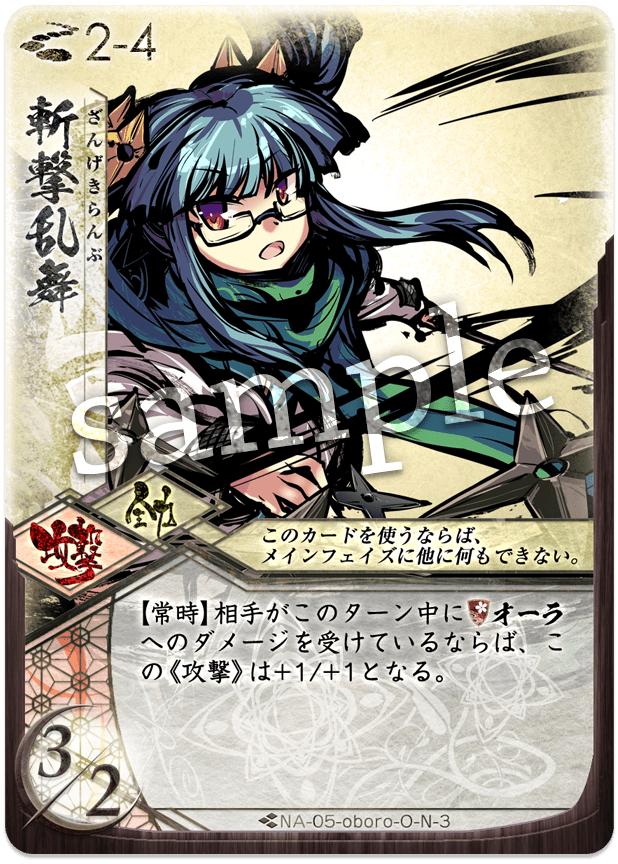 2-4
斬撃乱舞
ざんげきらんぶ
sample
攻撃
全力
このカードを使うならば、
メインフェイズに他に何もできない。
【常時】相手がこのターン中にオーラ
へのダメージを受けているならば、こ
の《攻撃》は+1/+1となる。
3/2
NA-05-oboro-O-N-3